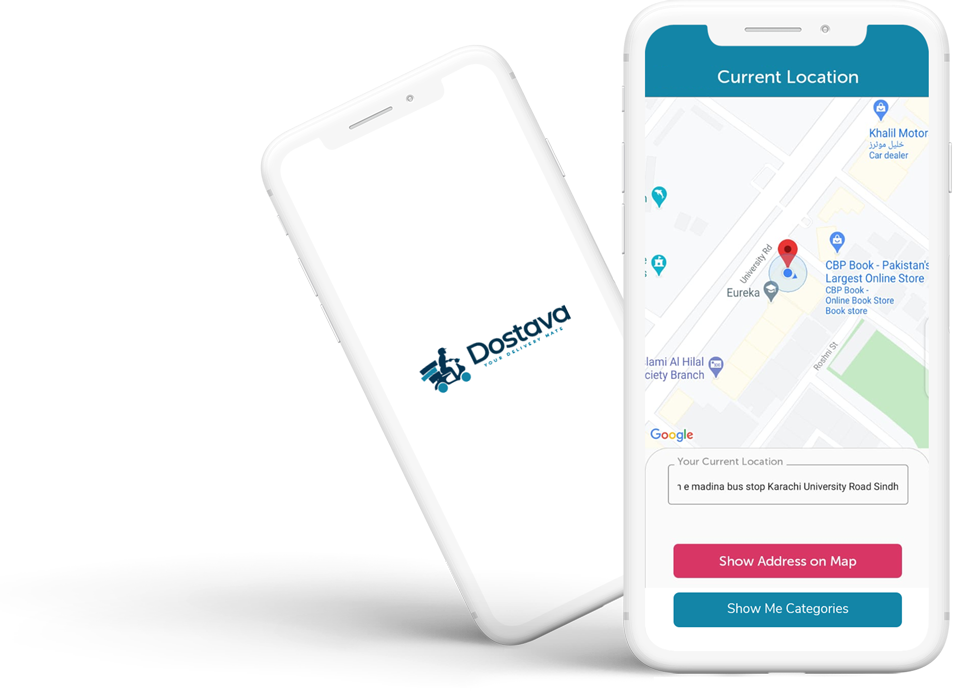 Dostava
YOUR DELIVERY MATE
Current Location
Khalil Motor
خلیل موٹرز
Car dealer
University Rd
CBP Book - Pakistan's
Largest Online Store
CBP Book -
Online Book Store
Book store
Eureka
Roshni St
lami Al Hilal
ciety Branch
Google
Your Current Location
e madina bus stop Karachi University Road Sindh
Show Address on Map
Show Me Categories